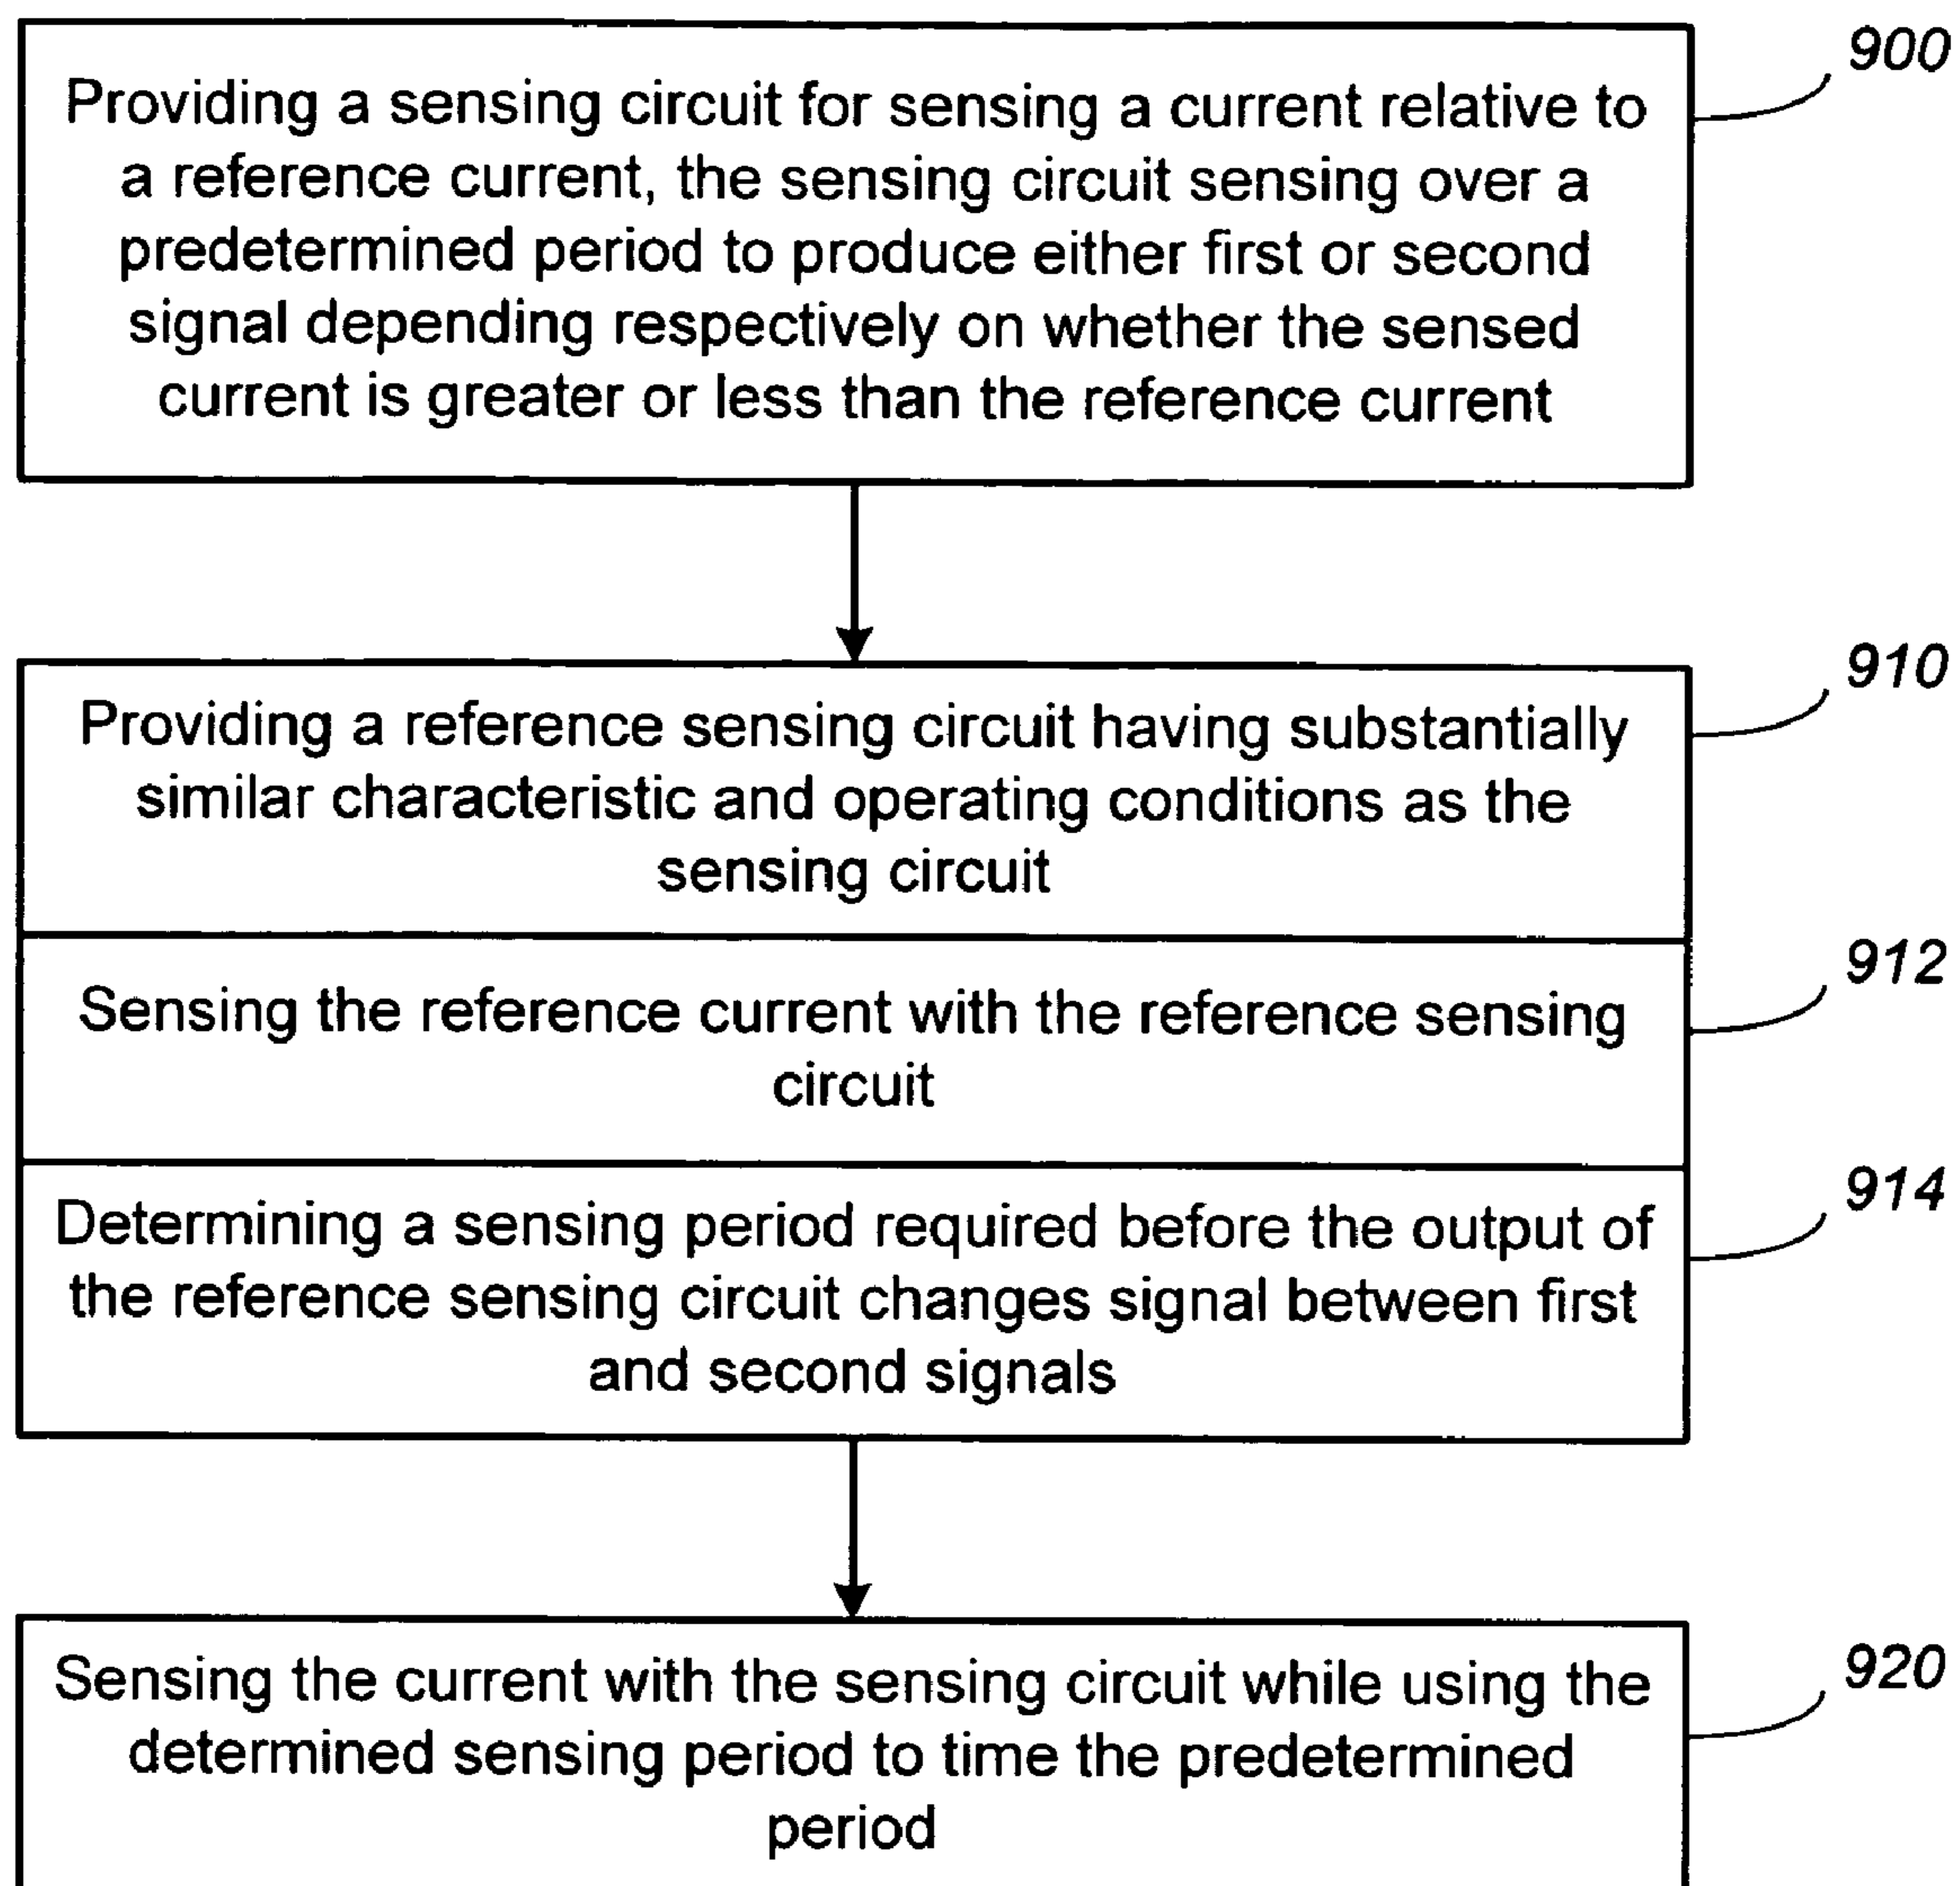 900
Providing a sensing circuit for sensing a current relative to
a reference current, the sensing circuit sensing over a
predetermined period to produce either first or second
signal depending respectively on whether the sensed
current is greater or less than the reference current
910
Providing a reference sensing circuit having substantially
similar characteristic and operating conditions as the
sensing circuit
912
Sensing the reference current with the reference sensing
circuit
914
Determining a sensing period required before the output of
the reference sensing circuit changes signal between first
and second signals
920
Sensing the current with the sensing circuit while using the
determined sensing period to time the predetermined
period